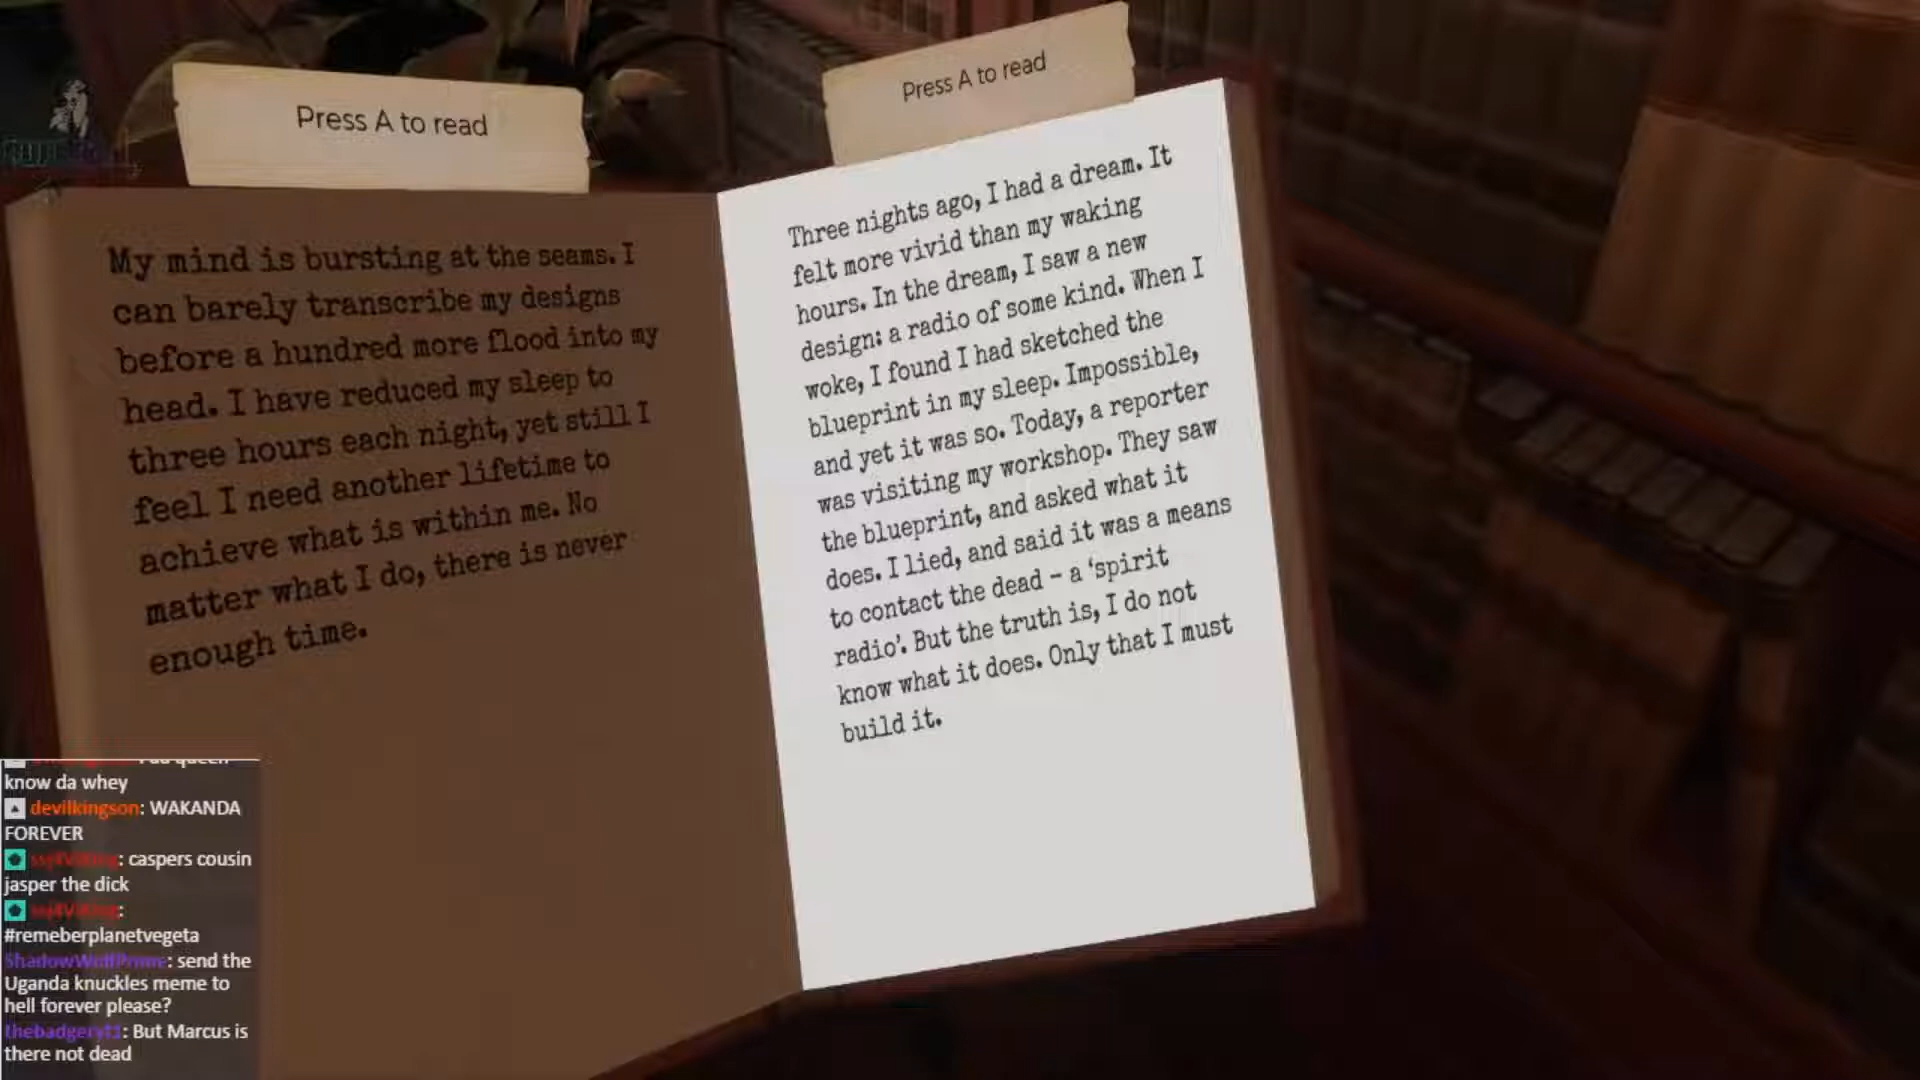 Press A to read
My mind is bursting at the seams. I
can barely transcribe my designs
before a hundred more flood into my
head. I have reduced my sleep to
three hours each night, yet still I
feel I need another lifetime to
achieve what is within me. No
matter what I do, there is never
enough time.
Press A to read
Three nights ago, I had a dream. It
felt more vivid than my waking
hours. In the dream, I saw a new
design: a radio of some kind. When I
woke, I found I had sketched the
blueprint in my sleep. Impossible,
and yet it was so. Today, a reporter
was visiting my workshop. They saw
the blueprint, and asked what it
does. I lied, and said it was a means
to contact the dead – a ‘spirit
radio’. But the truth is, I do not
know what it does. Only that I must
build it.
know da whey
devilkingson: WAKANDA
FOREVER
: caspers cousin
jasper the dick
:
#remeberplanetvegeta
ShadowWolfPrime: send the
Uganda knuckles meme to
hell forever please?
: But Marcus is
there not dead